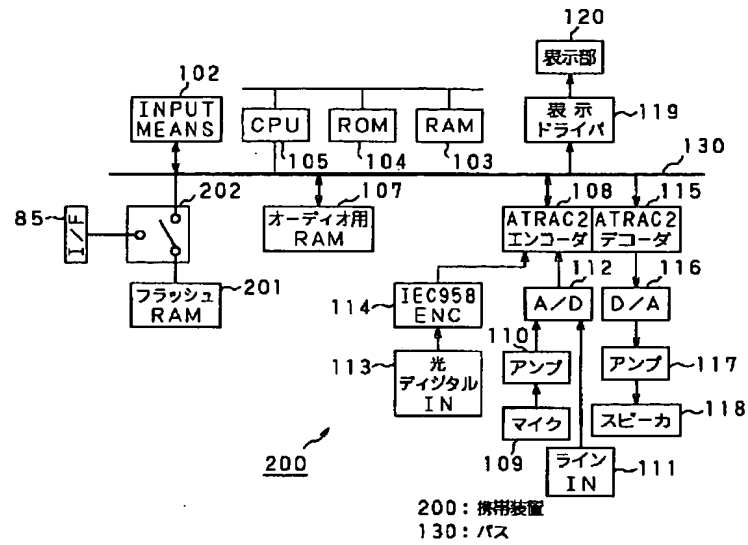 120
表示部
102
INPUT
MEANS
CPU
ROM
RAM
表示
ドライバ
119
105
104
103
130
202
107
108
115
85
I/F
オーディオ用
RAM
ATRAC2
エンコーダ
ATRAC2
デコーダ
フラッシュ
RAM
201
114
IEC958
ENC
112
A/D
116
D/A
110
113
光
ディジタル
IN
アンプ
アンプ
117
マイク
スピーカ
118
109
ライン
IN
111
200
200:携帯装置
130:バス